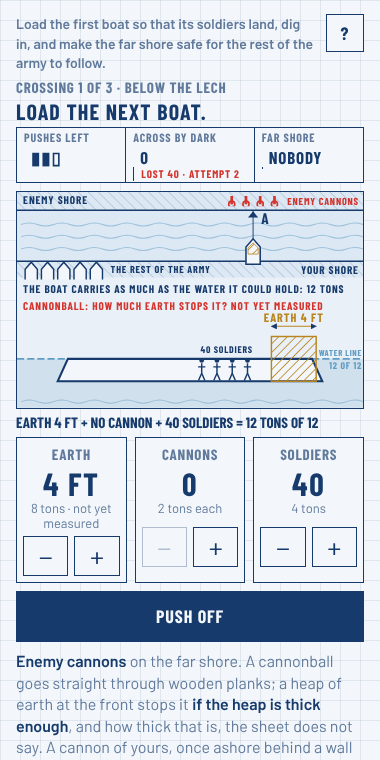 Load the first boat so that its soldiers land, dig
in, and make the far shore safe for the rest of the
army to follow.
?
CROSSING 1 OF 3 · BELOW THE LECH
LOAD THE NEXT BOAT.
PUSHES LEFT
ACROSS BY DARK
0
LOST 40 · ATTEMPT 2
FAR SHORE
NOBODY
ENEMY SHORE
ENEMY CANNONS
A
THE REST OF THE ARMY
YOUR SHORE
THE BOAT CARRIES AS MUCH AS THE WATER IT COULD HOLD: 12 TONS
CANNONBALL: HOW MUCH EARTH STOPS IT? NOT YET MEASURED
EARTH 4 FT
40 SOLDIERS
WATER LINE
12 OF 12
EARTH 4 FT + NO CANNON + 40 SOLDIERS = 12 TONS OF 12
EARTH
4 FT
8 tons · not yet
measured
− +
CANNONS
0
2 tons each
− +
SOLDIERS
40
4 tons
− +
PUSH OFF
Enemy cannons on the far shore. A cannonball
goes straight through wooden planks; a heap of
earth at the front stops it if the heap is thick
enough, and how thick that is, the sheet does not
say. A cannon of yours, once ashore behind a wall